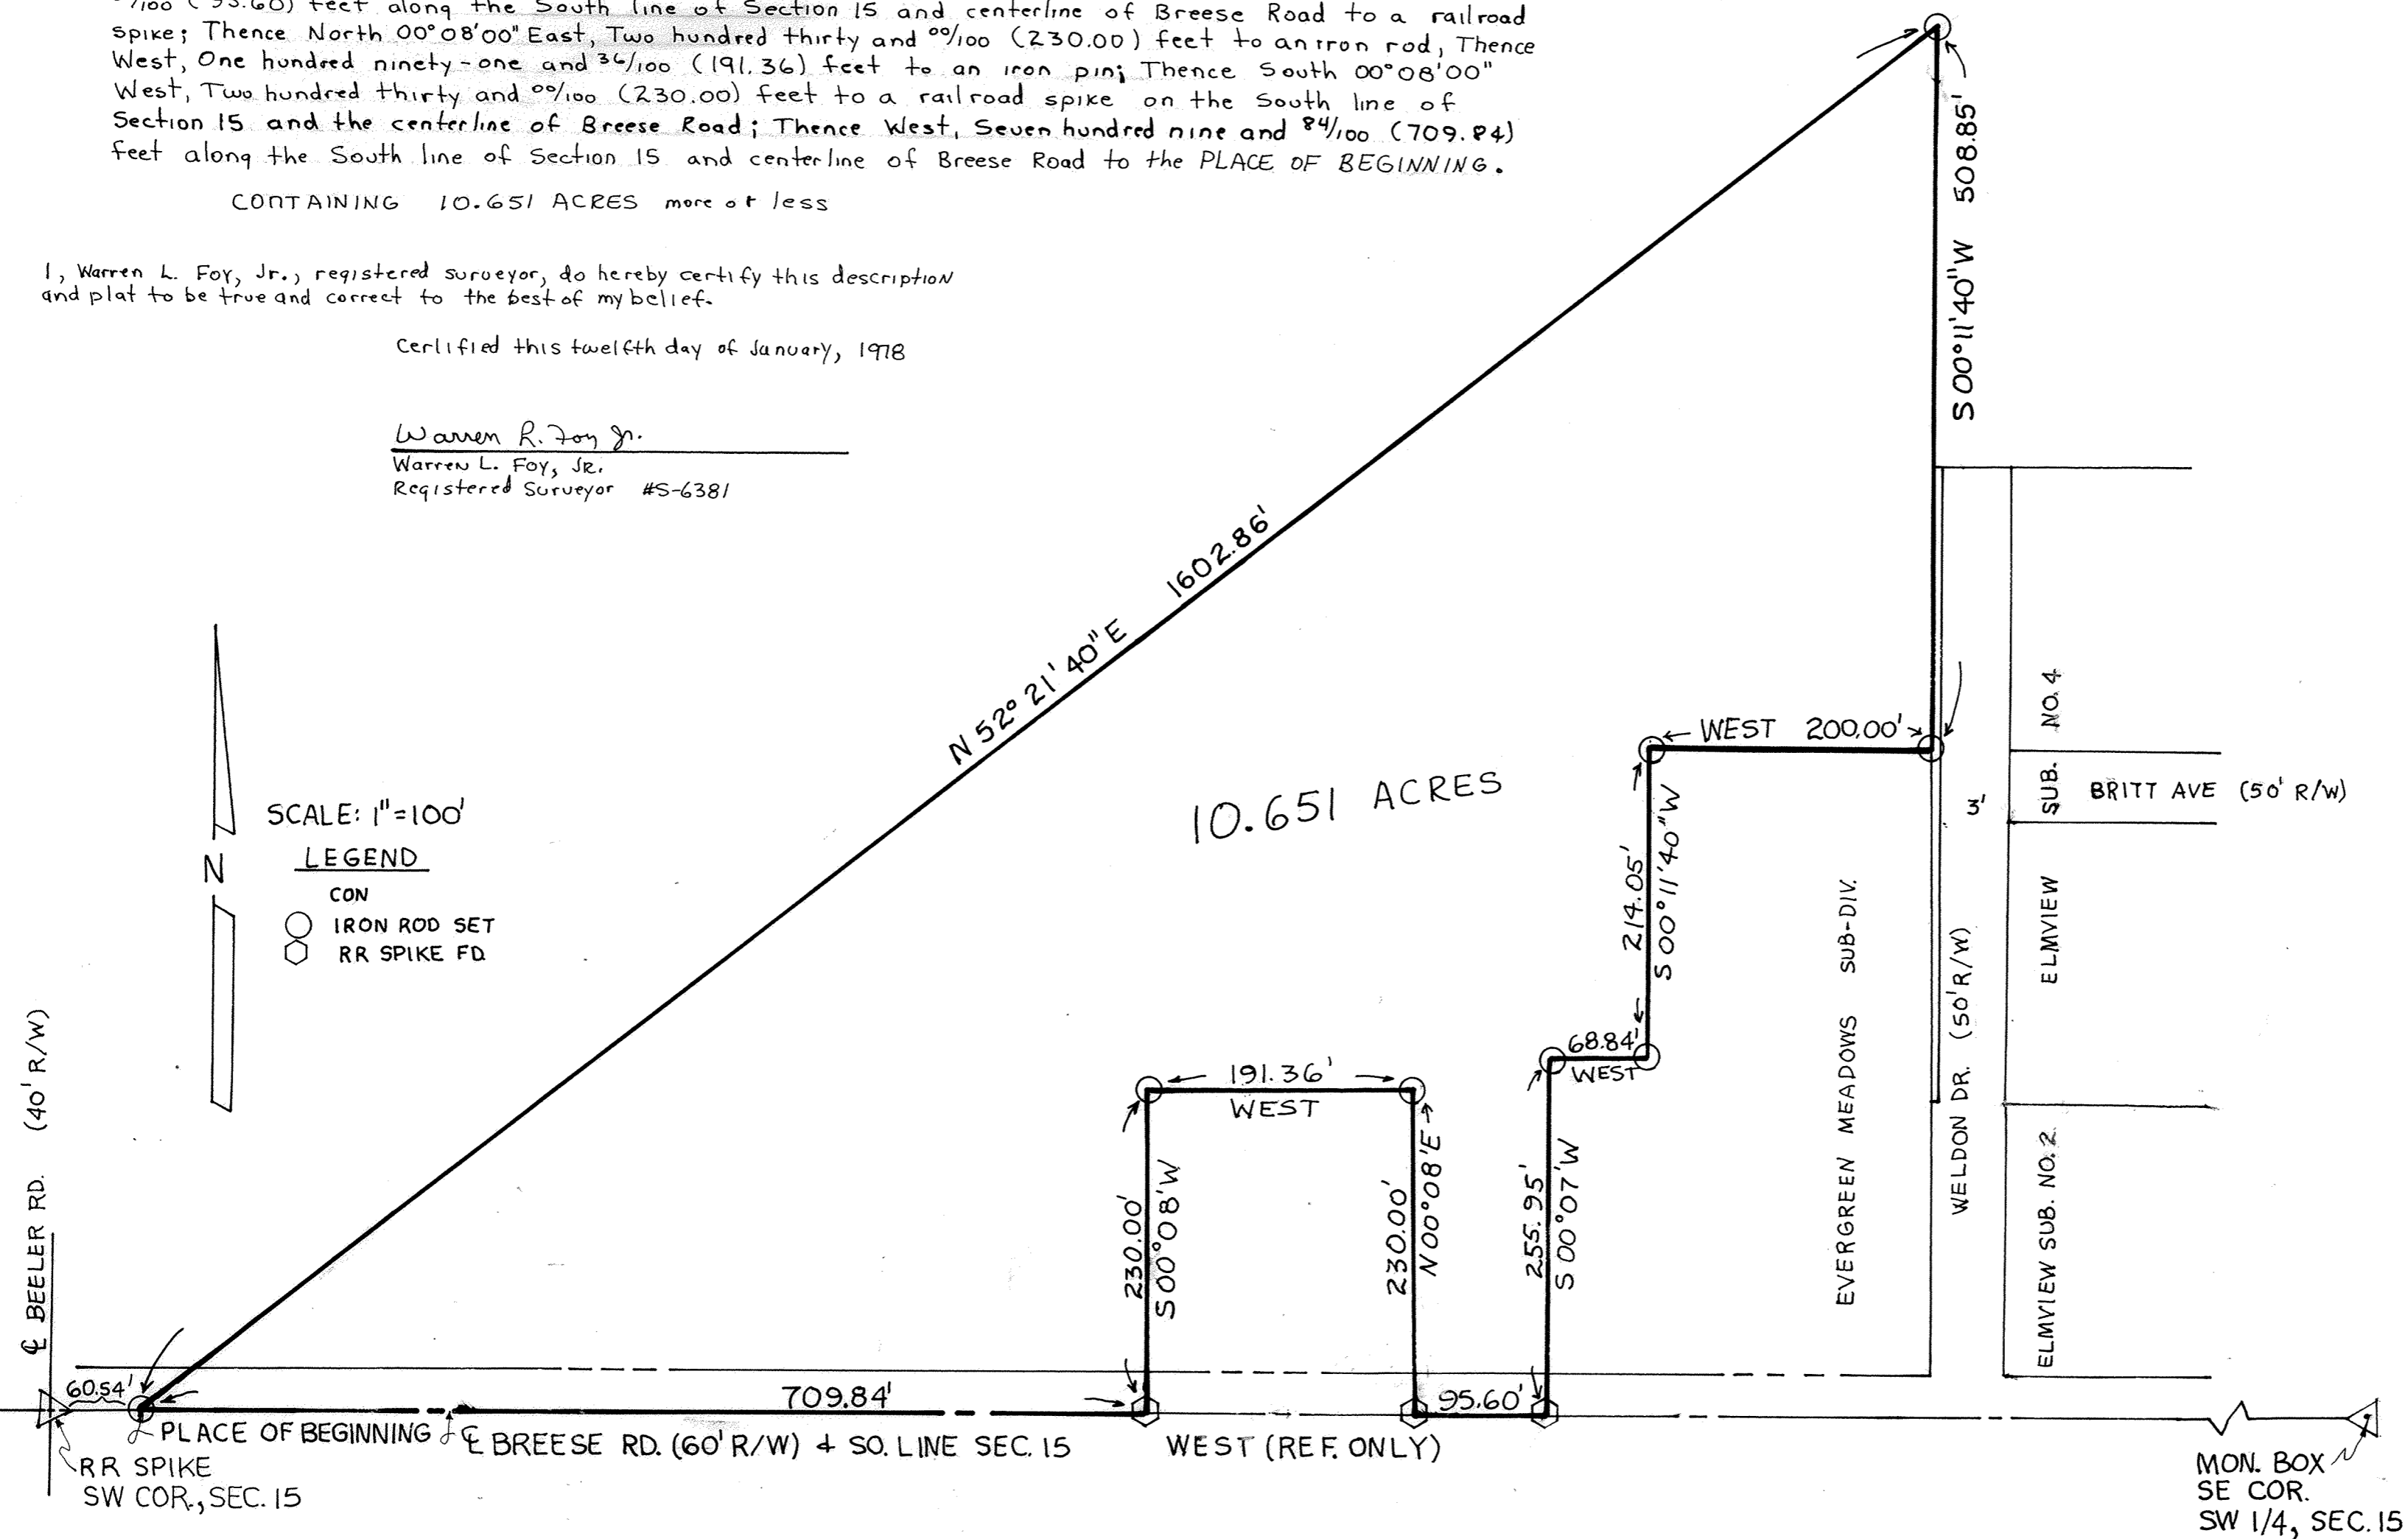 /100 (95.60) feet along the South line of Section 15 and centerline of Breese Road to a railroad
spike; Thence North 00°08'00" East, Two hundred thirty and 00/100 (230.00) feet to an iron rod, Thence
West, One hundred ninety-one and 36/100 (191.36) feet to an iron pin; Thence South 00°08'00"
West, Two hundred thirty and 00/100 (230.00) feet to a railroad spike on the South line of
Section 15 and the centerline of Breese Road; Thence West, Seven hundred nine and 84/100 (709.84)
feet along the South line of Section 15 and centerline of Breese Road to the PLACE OF BEGINNING.
CONTAINING 10.651 ACRES more or less
I, Warren L. Foy, Jr., registered surveyor, do hereby certify this description
and plat to be true and correct to the best of my belief.
Certified this twelfth day of January, 1978
Warren R. Foy Jr.
Warren L. Foy, Jr.
Registered Surveyor #S-6381
S 00°11'40"W 508.85'
N 52° 21' 40" E 1602.86'
SCALE: 1"=100'
N
LEGEND
CON
IRON ROD SET
RR SPIKE FD
10.651 ACRES
WEST 200.00'
214.05'
S 00°11'40"W
68.84'
WEST
191.36'
WEST
230.00'
S 00°08'W
230.00'
N 00°08'E
255.95'
S 00°07'W
EVERGREEN MEADOWS SUB-DIV.
WELDON DR. (50' R/W)
3'
ELMVIEW SUB. NO. 4
BRITT AVE (50' R/W)
ELMVIEW SUB. NO. 2
℄ BEELER RD. (40' R/W)
60.54'
709.84'
95.60'
PLACE OF BEGINNING
℄ BREESE RD. (60' R/W) & SO. LINE SEC. 15
WEST (REF. ONLY)
RR SPIKE
SW COR., SEC. 15
MON. BOX
SE COR.
SW 1/4, SEC. 15